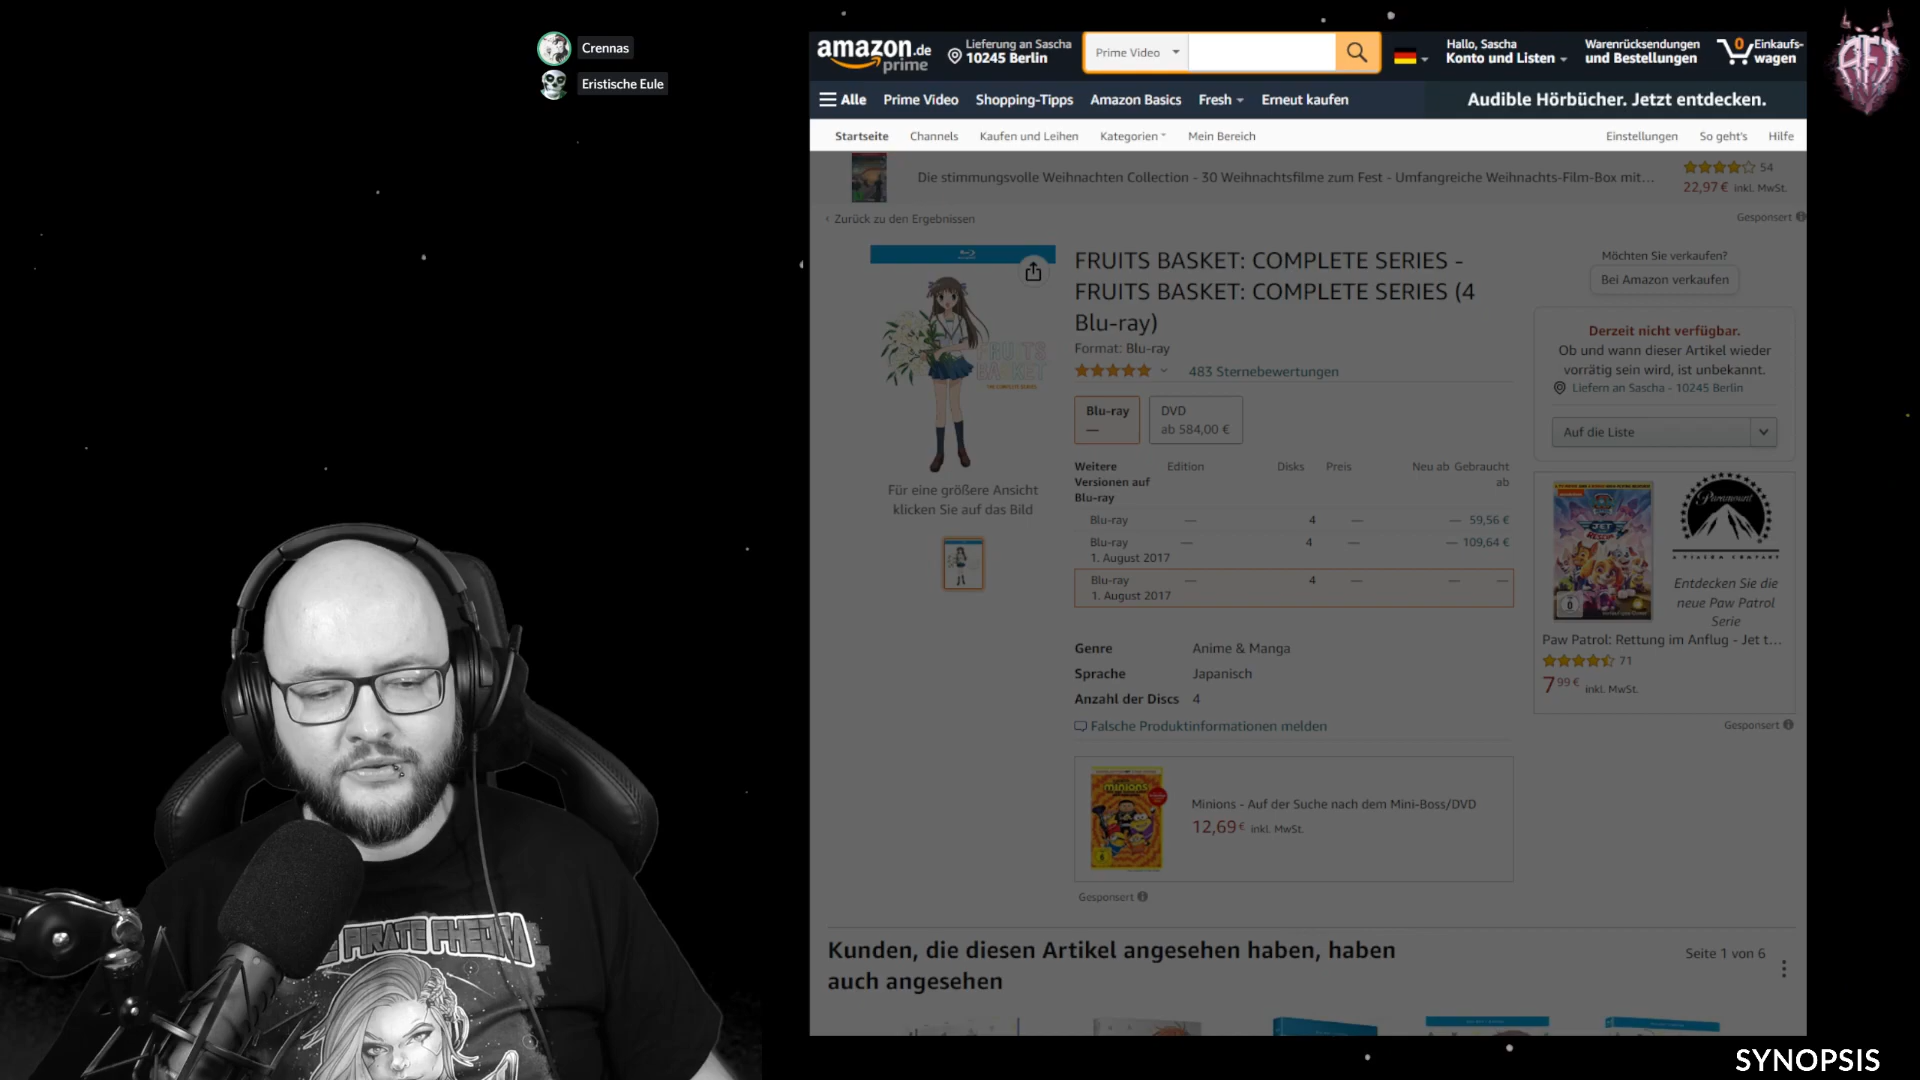 Crennas
Eristische Eule
amazon.de
prime
Lieferung an Sascha
10245 Berlin
Prime Video
Hallo, Sascha
Konto und Listen
Warenrücksendungen
und Bestellungen
0
Einkaufs-
wagen
Alle
Prime Video
Shopping-Tipps
Amazon Basics
Fresh
Erneut kaufen
Audible Hörbücher. Jetzt entdecken.
Startseite
Channels
Kaufen und Leihen
Kategorien
Mein Bereich
Einstellungen
So geht's
Hilfe
Die stimmungsvolle Weihnachten Collection - 30 Weihnachtsfilme zum Fest - Umfangreiche Weihnachts-Film-Box mit...
54
22,97 € inkl. MwSt.
‹ Zurück zu den Ergebnissen
Gesponsert
FRUITS BASKET: COMPLETE SERIES -
FRUITS BASKET: COMPLETE SERIES (4
Blu-ray)
Format: Blu-ray
483 Sternebewertungen
Blu-ray
—
DVD
ab 584,00 €
FRUITS
BASKET
Für eine größere Ansicht
klicken Sie auf das Bild
Weitere Versionen auf Blu-ray Edition Disks Preis Neu ab Gebraucht ab
Blu-ray — 4 — — 59,56 €
Blu-ray — 4 — — 109,64 €
1. August 2017
Blu-ray — 4 — — —
1. August 2017
Genre Anime & Manga
Sprache Japanisch
Anzahl der Discs 4
Falsche Produktinformationen melden
minions
Minions - Auf der Suche nach dem Mini-Boss/DVD
12,69 € inkl. MwSt.
Gesponsert
Möchten Sie verkaufen?
Bei Amazon verkaufen
Derzeit nicht verfügbar.
Ob und wann dieser Artikel wieder
vorrätig sein wird, ist unbekannt.
Liefern an Sascha - 10245 Berlin
Auf die Liste
JET
RESCUE
Paramount
A VIACOM COMPANY
Entdecken Sie die
neue Paw Patrol
Serie
Paw Patrol: Rettung im Anflug - Jet t...
71
7,99 € inkl. MwSt.
Gesponsert
Kunden, die diesen Artikel angesehen haben, haben
auch angesehen
Seite 1 von 6
PIRATE PHEDRA
SYNOPSIS